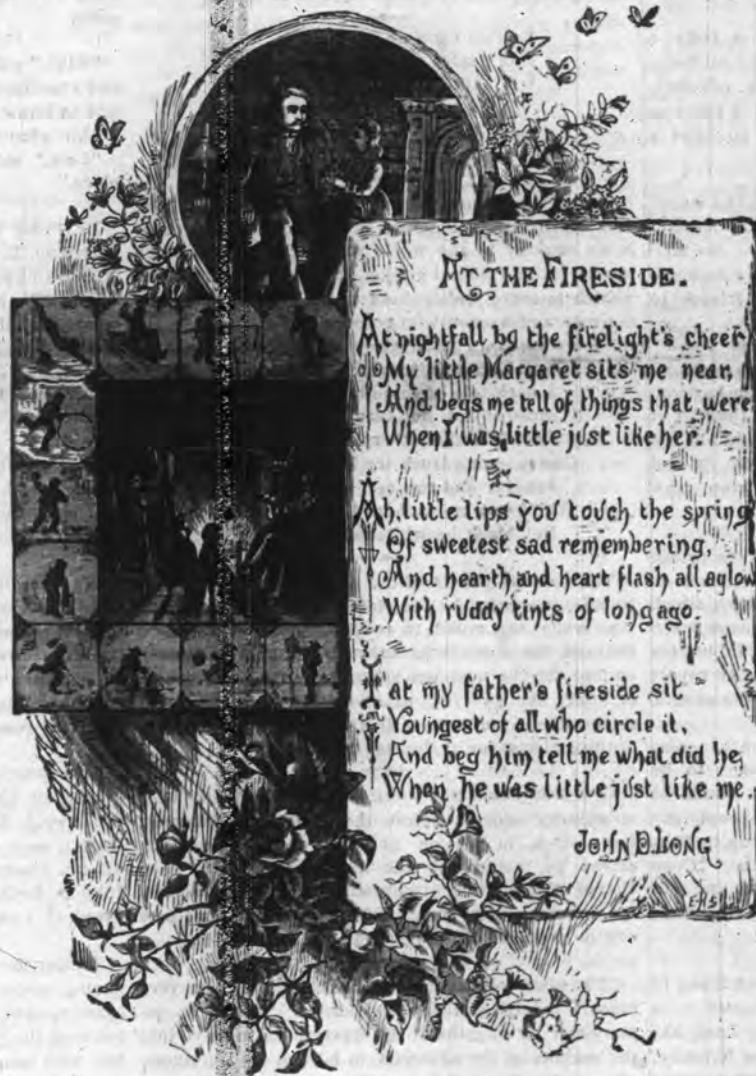 AT THE FIRESIDE.
At nightfall by the firelight's cheer
My little Margaret sits me near,
And begs me tell of things that were
When I was little just like her.
Ah, little lips you touch the spring
Of sweetest sad remembering,
And hearth and heart flash all aglow
With ruddy tints of long ago.
I at my father's fireside sit
Youngest of all who circle it,
And beg him tell me what did he,
When he was little just like me.
JOHN D. LONG